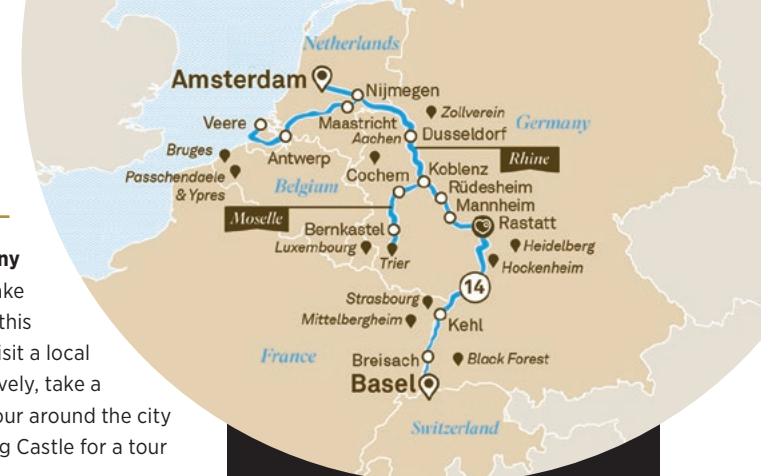 Netherlands
Amsterdam
Nijmegen
Zollverein
Veere
Maastricht
Germany
Aachen
Dusseldorf
Bruges
Antwerp
Rhine
Passchendaele
& Ypres
Cochem
Koblenz
Belgium
Rüdesheim
Mannheim
Moselle
Rastatt
Bernkastel
Luxembourg
Trier
Heidelberg
Hockenheim
14
Strasbourg
Mittelbergheim
Kehl
France
Breisach
Black Forest
Basel
Switzerland
ny
ake
this
isit a local
vely, take a
our around the city
g Castle for a tour